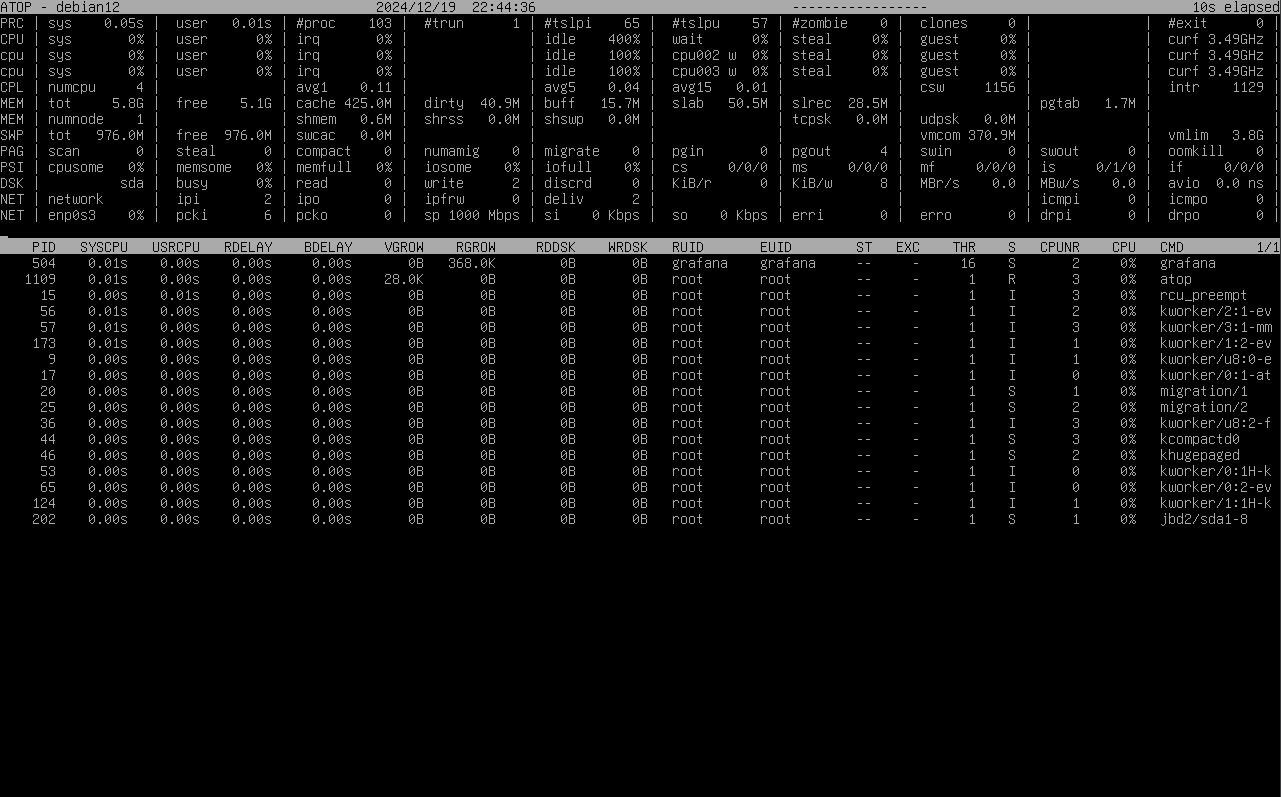 ATOP - debian12 2024/12/19 22:44:36 ----------------- 10s elapsed
PRC | sys 0.05s | user 0.01s | #proc 103 | #trun 1 | #tslpi 65 | #tslpu 57 | #zombie 0 | clones 0 | | #exit 0 |
CPU | sys 0% | user 0% | irq 0% | | idle 400% | wait 0% | steal 0% | guest 0% | | curf 3.49GHz |
cpu | sys 0% | user 0% | irq 0% | | idle 100% | cpu002 w 0% | steal 0% | guest 0% | | curf 3.49GHz |
cpu | sys 0% | user 0% | irq 0% | | idle 100% | cpu003 w 0% | steal 0% | guest 0% | | curf 3.49GHz |
CPL | numcpu 4 | | avg1 0.11 | | avg5 0.04 | avg15 0.01 | | csw 1156 | | intr 1129 |
MEM | tot 5.8G | free 5.1G | cache 425.0M | dirty 40.9M | buff 15.7M | slab 50.5M | slrec 28.5M | | pgtab 1.7M | |
MEM | numnode 1 | | shmem 0.6M | shrss 0.0M | shswp 0.0M | | tcpsk 0.0M | udpsk 0.0M | | |
SWP | tot 976.0M | free 976.0M | swcac 0.0M | | | | | vmcom 370.9M | | vmlim 3.8G |
PAG | scan 0 | steal 0 | compact 0 | numamig 0 | migrate 0 | pgin 0 | pgout 4 | swin 0 | swout 0 | oomkill 0 |
PSI | cpusome 0% | memsome 0% | memfull 0% | iosome 0% | iofull 0% | cs 0/0/0 | ms 0/0/0 | mf 0/0/0 | is 0/1/0 | if 0/0/0 |
DSK | sda | busy 0% | read 0 | write 2 | discrd 0 | KiB/r 0 | KiB/w 8 | MBr/s 0.0 | MBw/s 0.0 | avio 0.0 ns |
NET | network | ipi 2 | ipo 0 | ipfrw 0 | deliv 2 | | | | icmpi 0 | icmpo 0 |
NET | enp0s3 0% | pcki 6 | pcko 0 | sp 1000 Mbps | si 0 Kbps | so 0 Kbps | erri 0 | erro 0 | drpi 0 | drpo 0 |
PID SYSCPU USRCPU RDELAY BDELAY VGROW RGROW RDDSK WRDSK RUID EUID ST EXC THR S CPUNR CPU CMD 1/1
504 0.01s 0.00s 0.00s 0.00s 0B 368.0K 0B 0B grafana grafana -- - 16 S 2 0% grafana
1109 0.01s 0.00s 0.00s 0.00s 28.0K 0B 0B 0B root root -- - 1 R 3 0% atop
15 0.00s 0.01s 0.00s 0.00s 0B 0B 0B 0B root root -- - 1 I 3 0% rcu_preempt
56 0.01s 0.00s 0.00s 0.00s 0B 0B 0B 0B root root -- - 1 I 2 0% kworker/2:1-ev
57 0.01s 0.00s 0.00s 0.00s 0B 0B 0B 0B root root -- - 1 I 3 0% kworker/3:1-mm
173 0.01s 0.00s 0.00s 0.00s 0B 0B 0B 0B root root -- - 1 I 1 0% kworker/1:2-ev
9 0.00s 0.00s 0.00s 0.00s 0B 0B 0B 0B root root -- - 1 I 1 0% kworker/u8:0-e
17 0.00s 0.00s 0.00s 0.00s 0B 0B 0B 0B root root -- - 1 I 0 0% kworker/0:1-at
20 0.00s 0.00s 0.00s 0.00s 0B 0B 0B 0B root root -- - 1 S 1 0% migration/1
25 0.00s 0.00s 0.00s 0.00s 0B 0B 0B 0B root root -- - 1 S 2 0% migration/2
36 0.00s 0.00s 0.00s 0.00s 0B 0B 0B 0B root root -- - 1 I 3 0% kworker/u8:2-f
44 0.00s 0.00s 0.00s 0.00s 0B 0B 0B 0B root root -- - 1 S 3 0% kcompactd0
46 0.00s 0.00s 0.00s 0.00s 0B 0B 0B 0B root root -- - 1 S 2 0% khugepaged
53 0.00s 0.00s 0.00s 0.00s 0B 0B 0B 0B root root -- - 1 I 0 0% kworker/0:1H-k
65 0.00s 0.00s 0.00s 0.00s 0B 0B 0B 0B root root -- - 1 I 0 0% kworker/0:2-ev
124 0.00s 0.00s 0.00s 0.00s 0B 0B 0B 0B root root -- - 1 I 1 0% kworker/1:1H-k
202 0.00s 0.00s 0.00s 0.00s 0B 0B 0B 0B root root -- - 1 S 1 0% jbd2/sda1-8